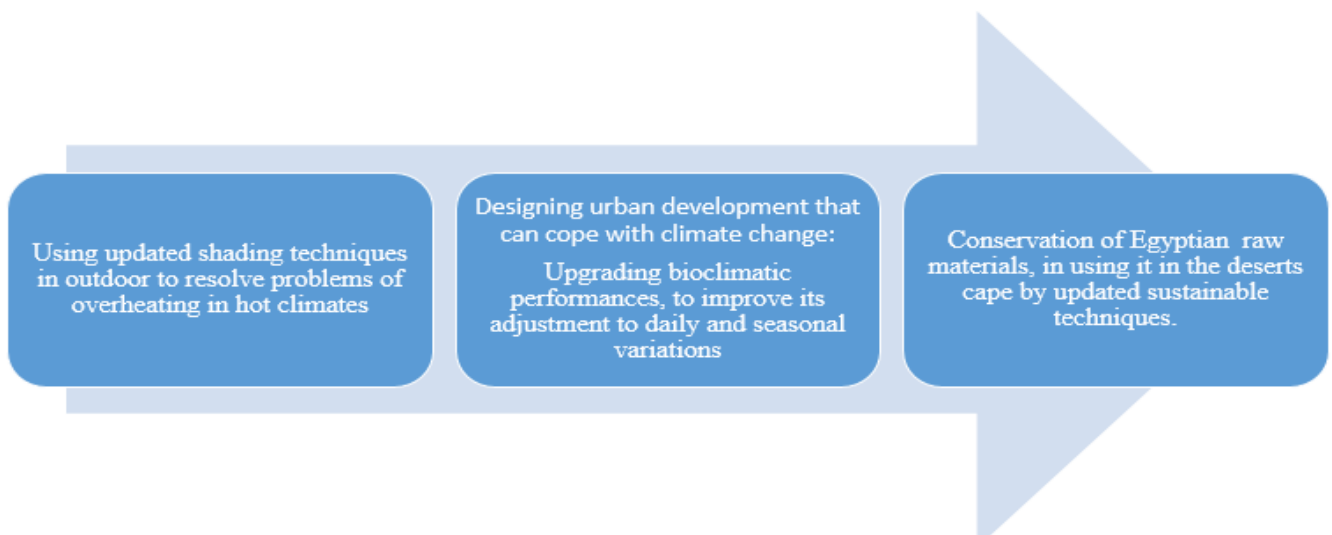 Using updated shading techniques
in outdoor to resolve problems of
overheating in hot climates
Designing urban development that
can cope with climate change:
Upgrading bioclimatic
performances, to improve its
adjustment to daily and seasonal
variations
Conservation of Egyptian  raw
materials, in using it in the deserts
cape by updated sustainable
techniques.